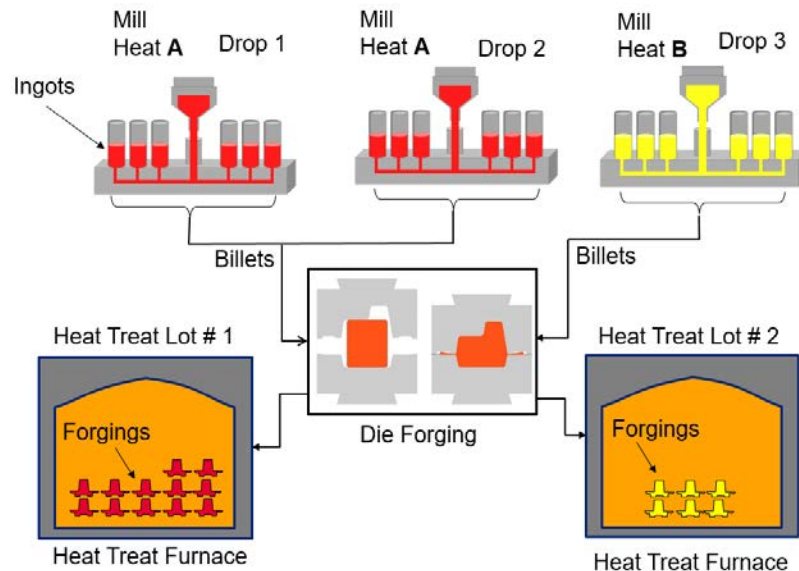 Mill
Heat A
Drop 1
Mill
Heat A
Drop 2
Mill
Heat B
Drop 3
Ingots
Billets
Billets
Heat Treat Lot # 1
Heat Treat Lot # 2
Die Forging
Forgings
Forgings
Heat Treat Furnace
Heat Treat Furnace